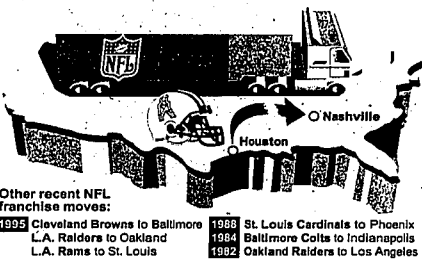 NFL
Nashville
Houston
Other recent NFL
franchise moves:
1995 Cleveland Browns to Baltimore
L.A. Raiders to Oakland
L.A. Rams to St. Louis
1988 St. Louis Cardinals to Phoenix
1984 Baltimore Colts to Indianapolis
1982 Oakland Raiders to Los Angeles